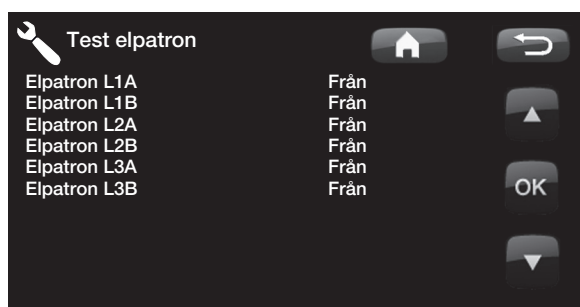 Test elpatron
Elpatron L1A Från
Elpatron L1B Från
Elpatron L2A Från
Elpatron L2B Från
Elpatron L3A Från
Elpatron L3B Från
OK